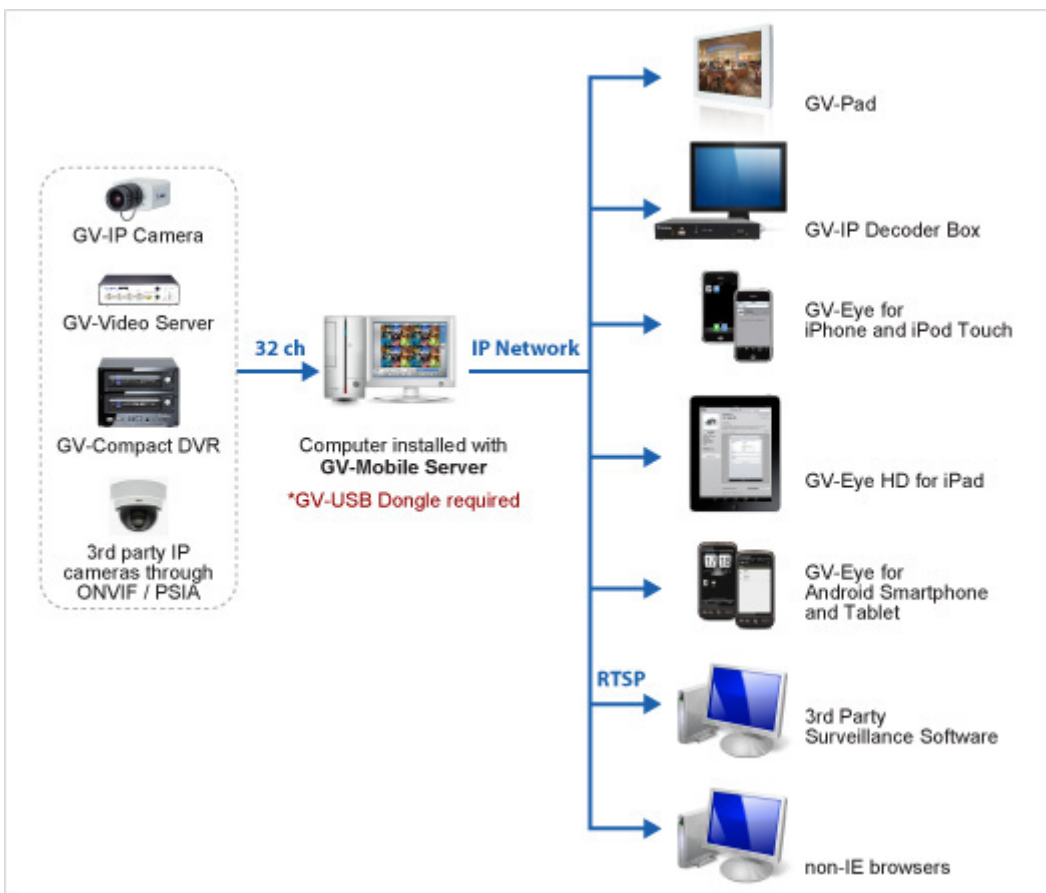 GV-IP Camera
GV-Video Server
GV-Compact DVR
3rd party IP
cameras through
ONVIF / PSIA
32 ch
Computer installed with
GV-Mobile Server
*GV-USB Dongle required
IP Network
GV-Pad
GV-IP Decoder Box
GV-Eye for
iPhone and iPod Touch
GV-Eye HD for iPad
GV-Eye for
Android Smartphone
and Tablet
RTSP
3rd Party
Surveillance Software
non-IE browsers